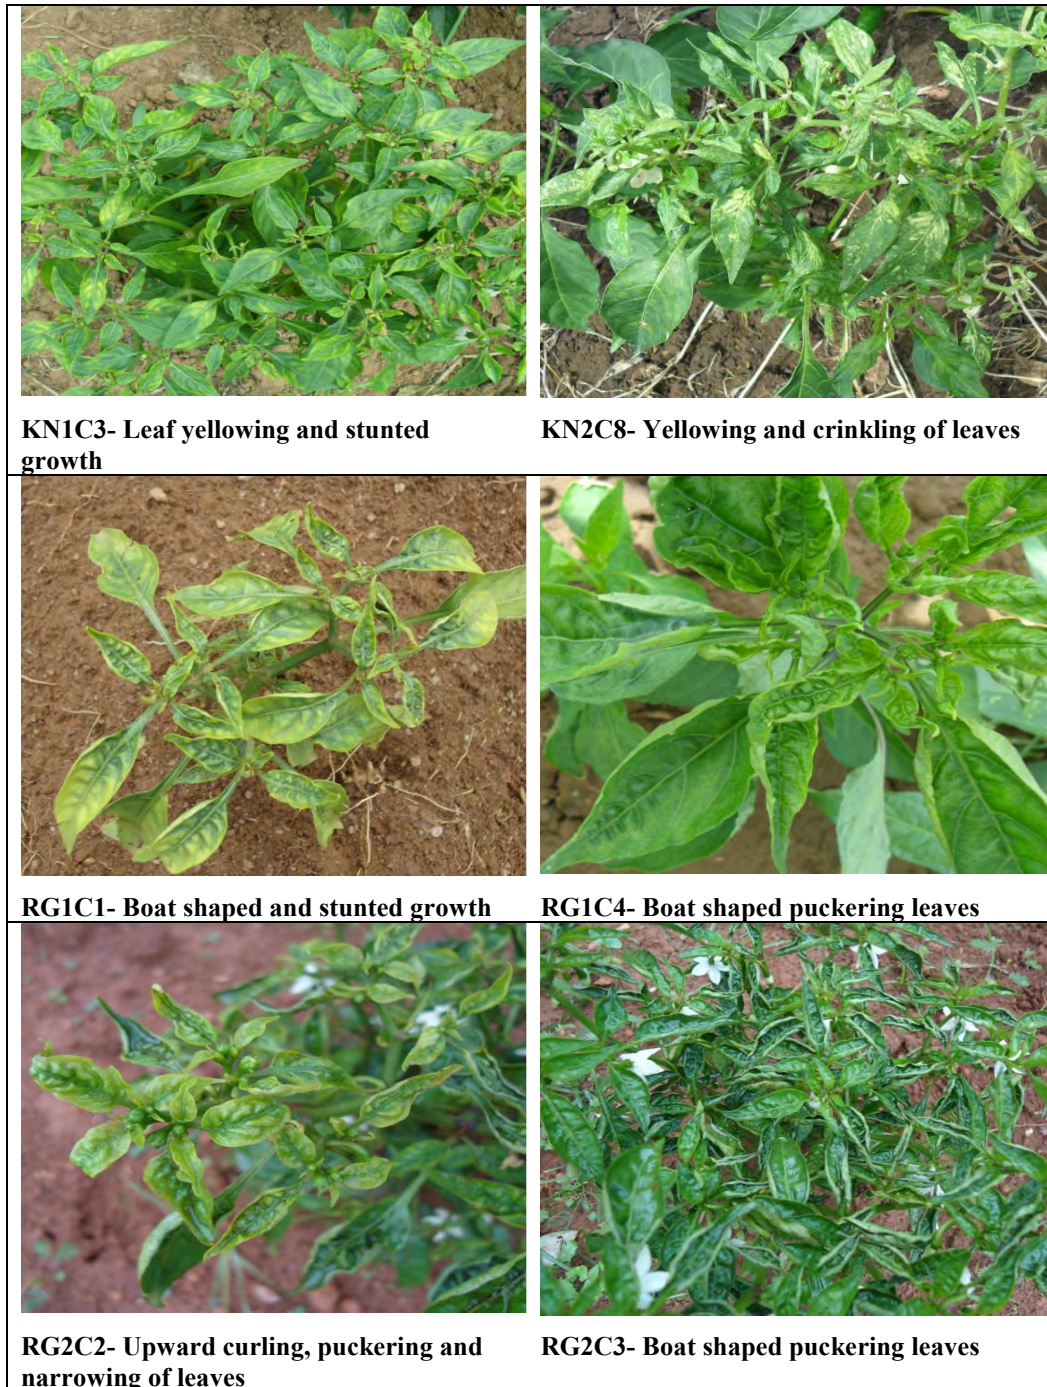 KN1C3- Leaf yellowing and stunted
growth
KN2C8- Yellowing and crinkling of leaves
RG1C1- Boat shaped and stunted growth
RG1C4- Boat shaped puckering leaves
RG2C2- Upward curling, puckering and
narrowing of leaves
RG2C3- Boat shaped puckering leaves